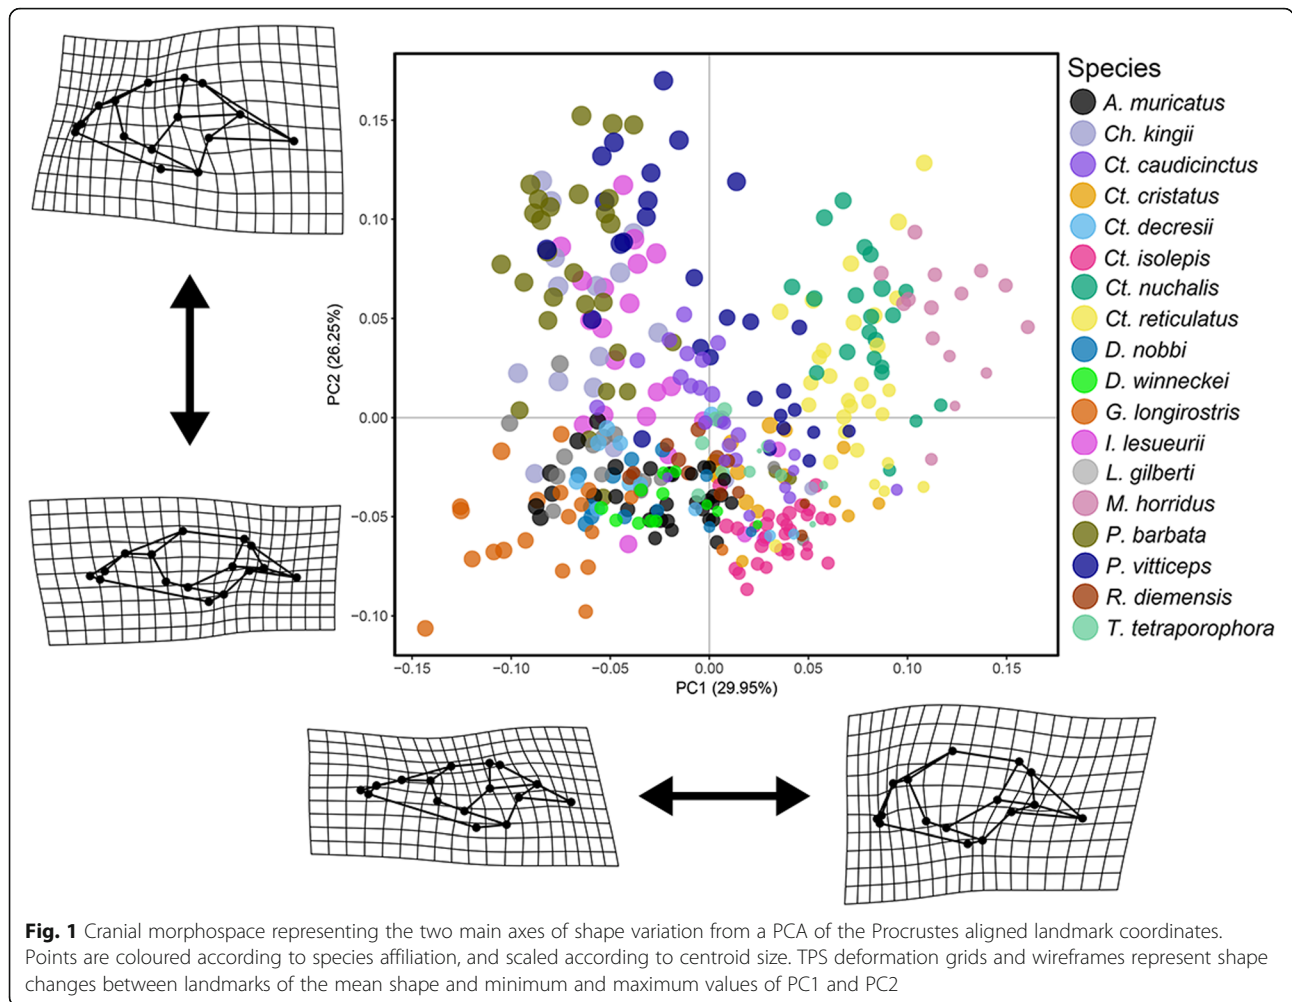 Species
A. muricatus
Ch. kingii
Ct. caudicinctus
Ct. cristatus
Ct. decresii
Ct. isolepis
Ct. nuchalis
Ct. reticulatus
D. nobbi
D. winneckei
G. longirostris
I. lesueurii
L. gilberti
M. horridus
P. barbata
P. vitticeps
R. diemensis
T. tetraporophora
PC2 (26.25%)
0.15
0.10
0.05
0.00
−0.05
−0.10
−0.15 −0.10 −0.05 0.00 0.05 0.10 0.15
PC1 (29.95%)
Fig. 1 Cranial morphospace representing the two main axes of shape variation from a PCA of the Procrustes aligned landmark coordinates.
Points are coloured according to species affiliation, and scaled according to centroid size. TPS deformation grids and wireframes represent shape
changes between landmarks of the mean shape and minimum and maximum values of PC1 and PC2